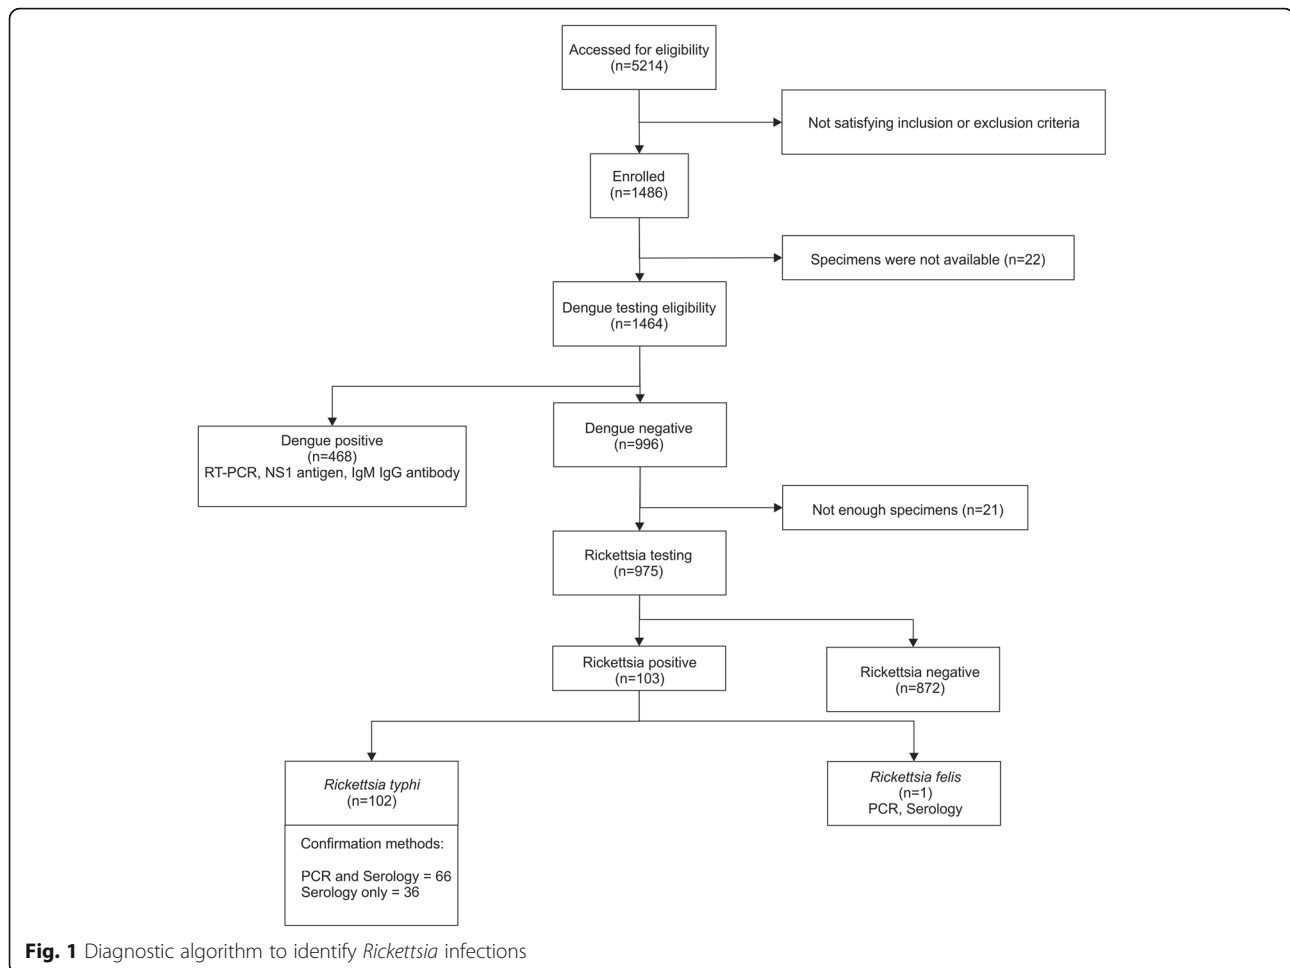 Accessed for eligibility
(n=5214)
Not satisfying inclusion or exclusion criteria
Enrolled
(n=1486)
Specimens were not available (n=22)
Dengue testing eligibility
(n=1464)
Dengue negative
(n=996)
Dengue positive
(n=468)
RT-PCR, NS1 antigen, IgM IgG antibody
Not enough specimens (n=21)
Rickettsia testing
(n=975)
Rickettsia positive
(n=103)
Rickettsia negative
(n=872)
Rickettsia typhi
(n=102)
Confirmation methods:
PCR and Serology = 66
Serology only = 36
Rickettsia felis
(n=1)
PCR, Serology
Fig. 1 Diagnostic algorithm to identify Rickettsia infections